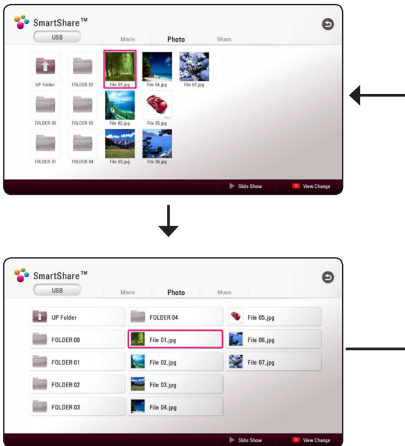 SmartShare™
USB Movie Photo Music
UP Folder FOLDER 02 File 01.jpg File 04.jpg File 07.jpg
FOLDER 00 FOLDER 03 File 02.jpg File 05.jpg
FOLDER 01 FOLDER 04 File 03.jpg File 06.jpg
Slide Show View Change
SmartShare™
USB Movie Photo Music
UP Folder FOLDER 04 File 05.jpg
FOLDER 00 File 01.jpg File 06.jpg
FOLDER 01 File 02.jpg File 07.jpg
FOLDER 02 File 03.jpg
FOLDER 03 File 04.jpg
Slide Show View Change